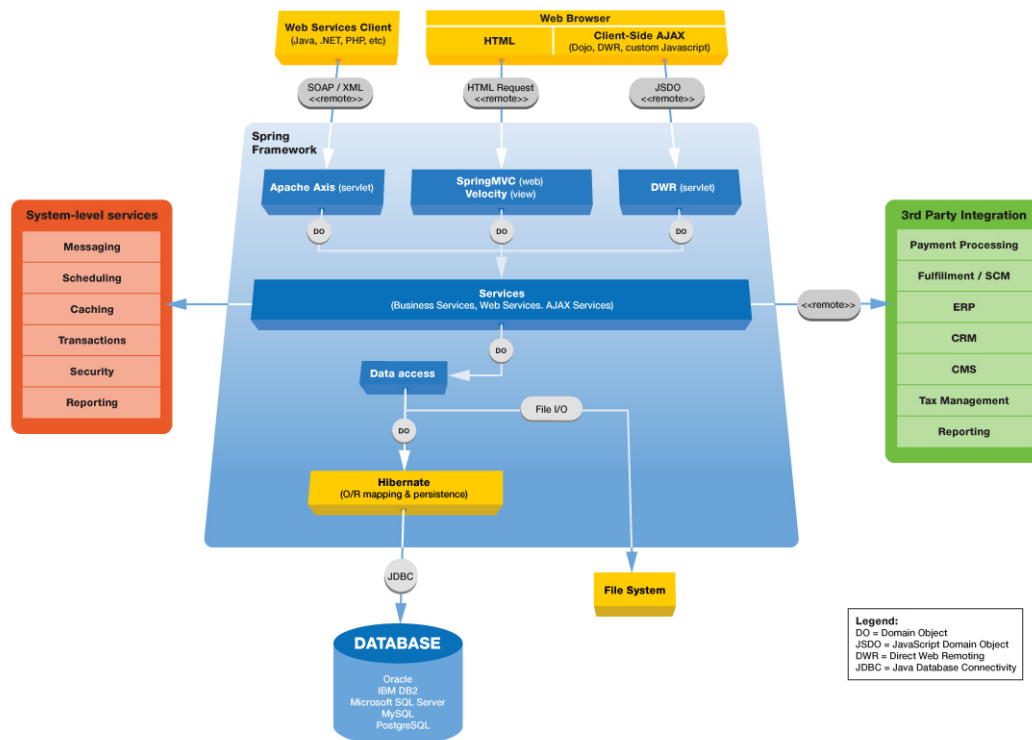 Web Services Client
(Java, .NET, PHP, etc)
Web Browser
HTML
Client-Side AJAX
(Dojo, DWR, custom Javascript)
SOAP / XML
<<remote>>
HTML Request
<<remote>>
JSDO
<<remote>>
Spring
Framework
Apache Axis (servlet)
SpringMVC (web)
Velocity (view)
DWR (servlet)
DO
DO
DO
System-level services
Messaging
Scheduling
Caching
Transactions
Security
Reporting
Services
(Business Services, Web Services. AJAX Services)
<<remote>>
3rd Party Integration
Payment Processing
Fulfillment / SCM
ERP
CRM
CMS
Tax Management
Reporting
DO
Data access
File I/O
DO
Hibernate
(O/R mapping & persistence)
JDBC
File System
DATABASE
Oracle
IBM DB2
Microsoft SQL Server
MySQL
PostgreSQL
Legend:
DO = Domain Object
JSDO = JavaScript Domain Object
DWR = Direct Web Remoting
JDBC = Java Database Connectivity